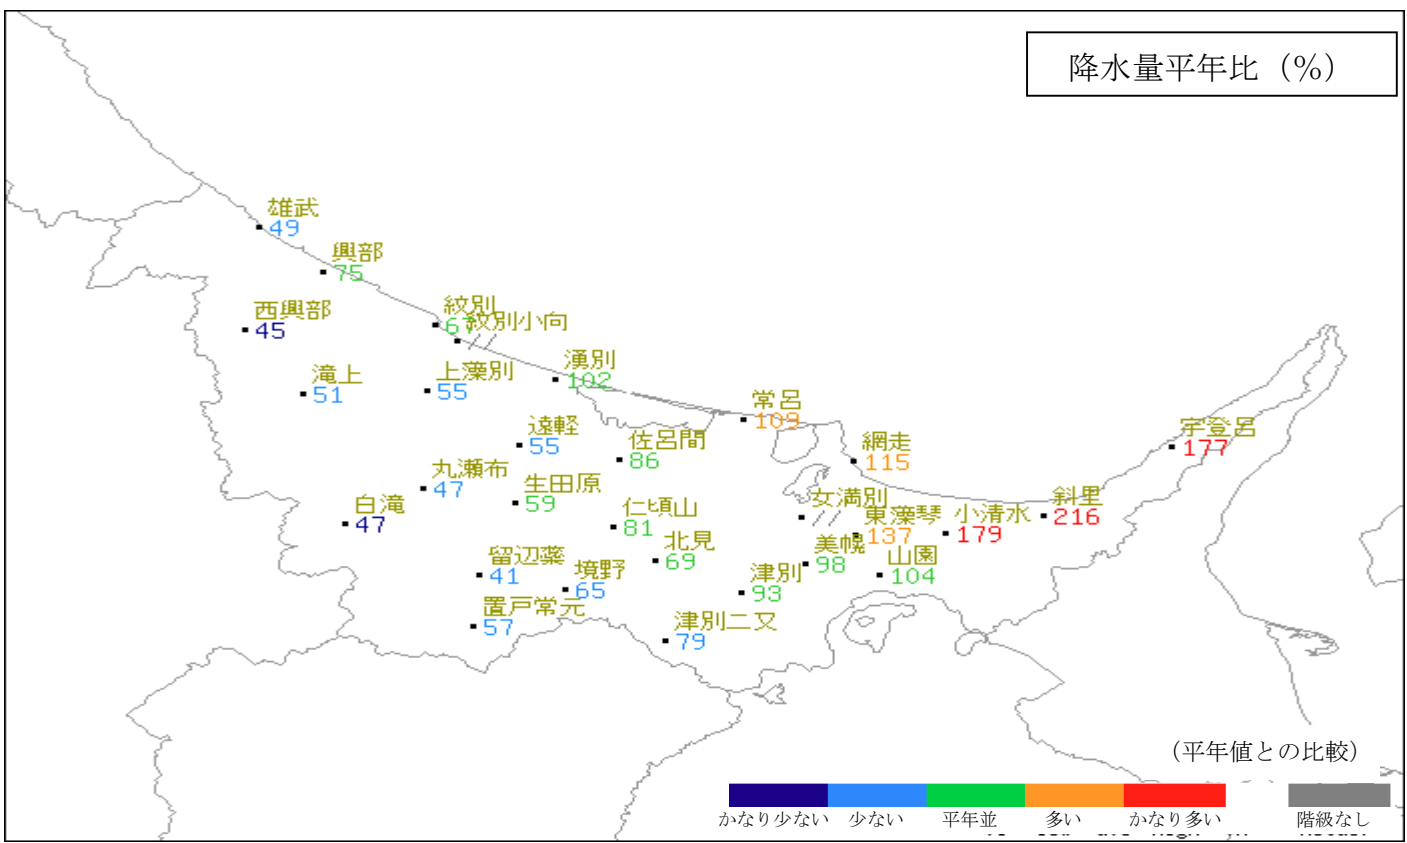 降水量平年比（％）
雄武
49
興部
75
西興部
45
紋別
67
紋別小向
滝上
51
上藻別
55
湧別
102
常呂
109
遠軽
55
佐呂間
86
網走
115
宇登呂
177
丸瀬布
47
生田原
59
白滝
47
仁頃山
81
女満別
東藻琴
137
小清水
179
斜里
216
北見
69
美幌
98
山園
104
留辺蘂
41
境野
65
津別
93
置戸常元
57
津別二又
79
（平年値との比較）
かなり少ない 少ない 平年並 多い かなり多い 階級なし